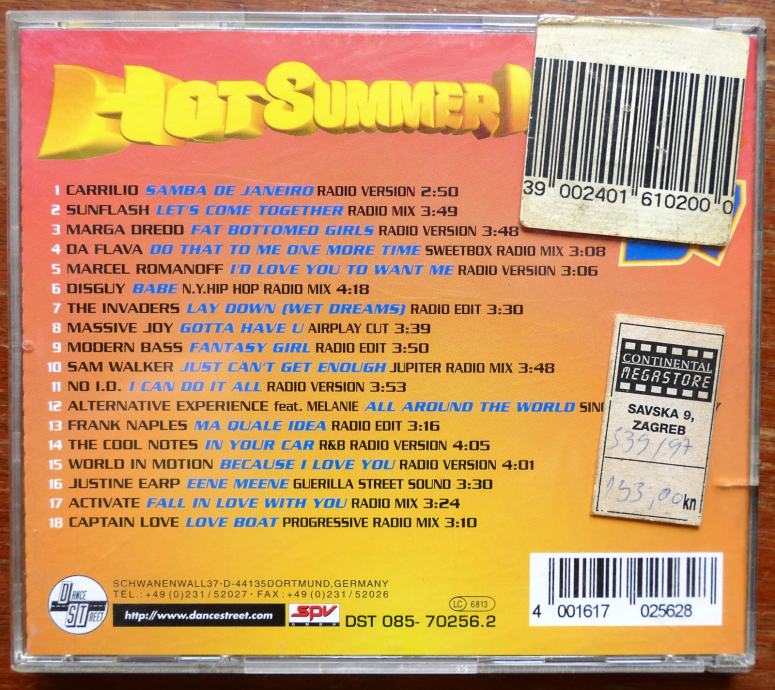 HOT SUMMER
39 002401 610200 0
1 CARRILIO SAMBA DE JANEIRO RADIO VERSION 2:50
2 SUNFLASH LET'S COME TOGETHER RADIO MIX 3:49
3 MARGA DREDD FAT BOTTOMED GIRLS RADIO VERSION 3:48
4 DA FLAVA DO THAT TO ME ONE MORE TIME SWEETBOX RADIO MIX 3:08
5 MARCEL ROMANOFF I'D LOVE YOU TO WANT ME RADIO VERSION 3:06
6 DISGUY BABE N.Y.HIP HOP RADIO MIX 4:18
7 THE INVADERS LAY DOWN (WET DREAMS) RADIO EDIT 3:30
8 MASSIVE JOY GOTTA HAVE U AIRPLAY CUT 3:39
9 MODERN BASS FANTASY GIRL RADIO EDIT 3:50
10 SAM WALKER JUST CAN'T GET ENOUGH JUPITER RADIO MIX 3:48
11 NO I.D. I CAN DO IT ALL RADIO VERSION 3:53
12 ALTERNATIVE EXPERIENCE feat. MELANIE ALL AROUND THE WORLD
13 FRANK NAPLES MA QUALE IDEA RADIO EDIT 3:16
14 THE COOL NOTES IN YOUR CAR R&B RADIO VERSION 4:05
15 WORLD IN MOTION BECAUSE I LOVE YOU RADIO VERSION 4:01
16 JUSTINE EARP EENE MEENE GUERILLA STREET SOUND 3:30
17 ACTIVATE FALL IN LOVE WITH YOU RADIO MIX 3:24
18 CAPTAIN LOVE LOVE BOAT PROGRESSIVE RADIO MIX 3:10
CONTINENTAL
MEGASTORE
SAVSKA 9,
ZAGREB
539/97
153,00 kn
DANCE
STREET
SCHWANENWALL37·D-44135DORTMUND,GERMANY
TEL.:+49(0)231/52027·FAX:+49(0)231/52026
http://www.dancestreet.com
spv
LC 6813
DST 085-70256.2
4 001617 025628